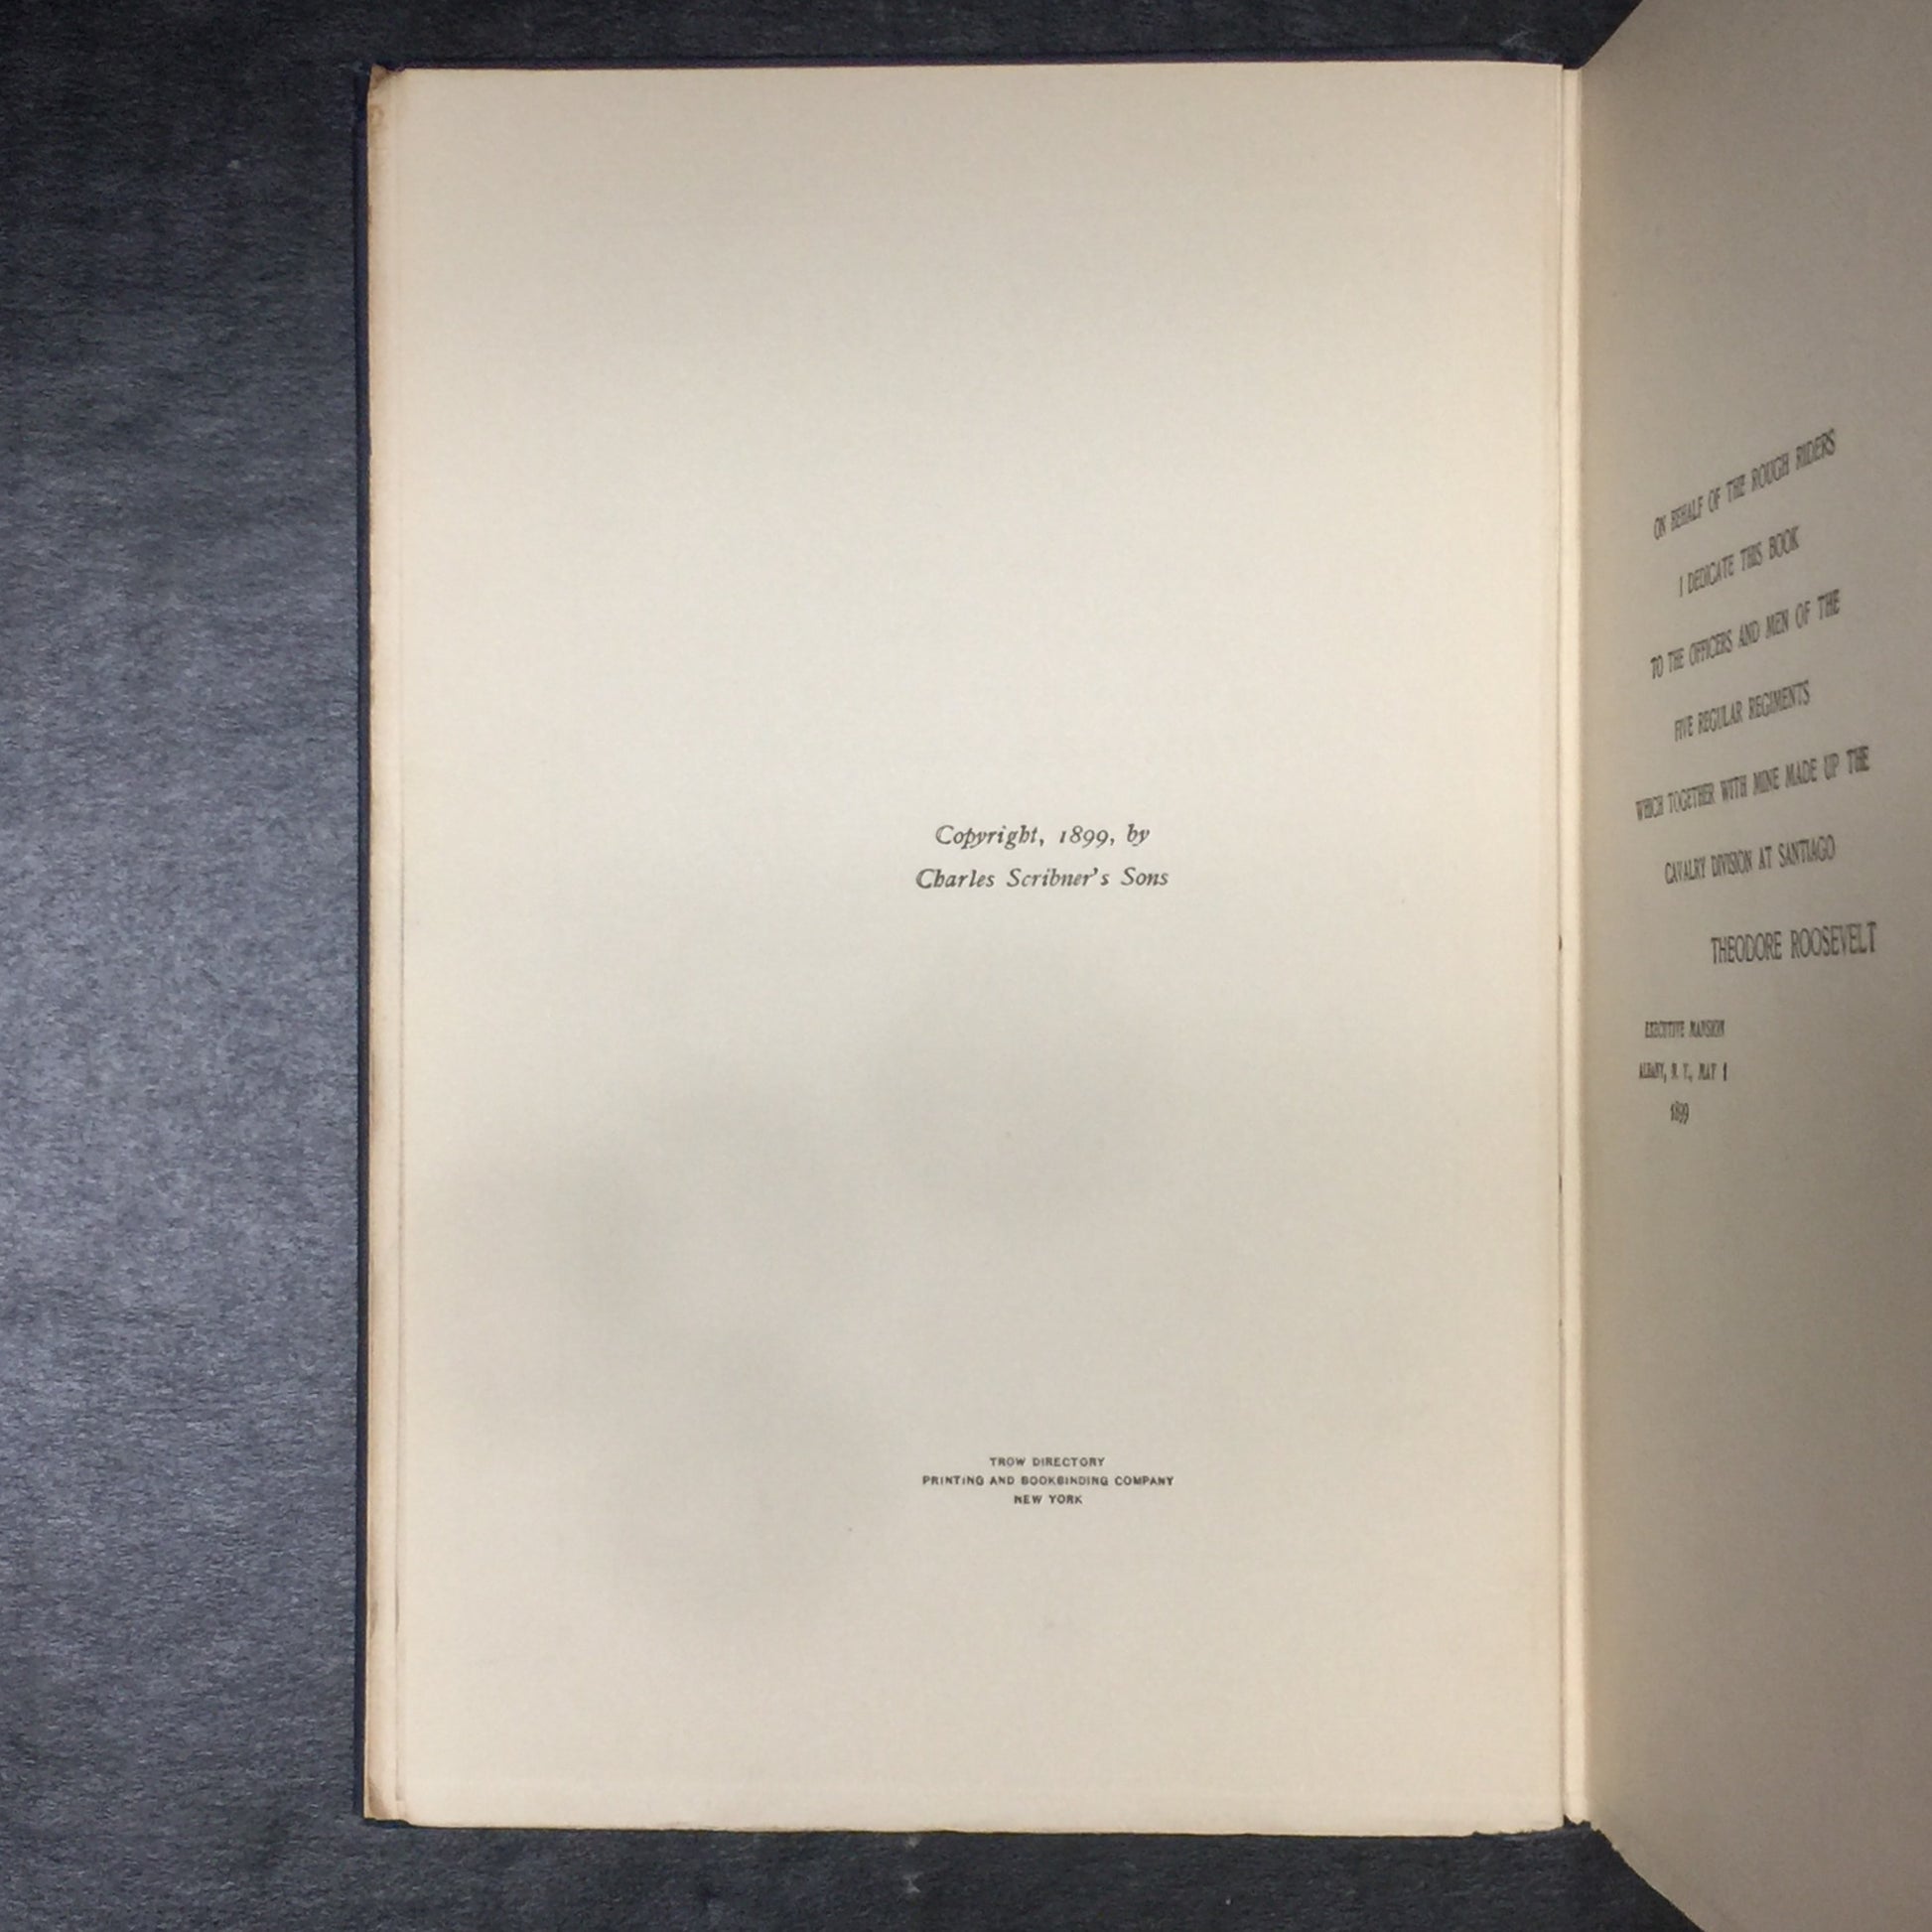 Copyright, 1899, by
Charles Scribner's Sons
TROW DIRECTORY
PRINTING AND BOOKBINDING COMPANY
NEW YORK
ON BEHALF OF THE ROUGH RIDERS
I DEDICATE THIS BOOK
TO THE OFFICERS AND MEN OF THE
FIVE REGULAR REGIMENTS
WHICH TOGETHER WITH MINE MADE UP THE
CAVALRY DIVISION AT SANTIAGO
THEODORE ROOSEVELT
EXECUTIVE MANSION
ALBANY, N. Y., MAY 1
1899